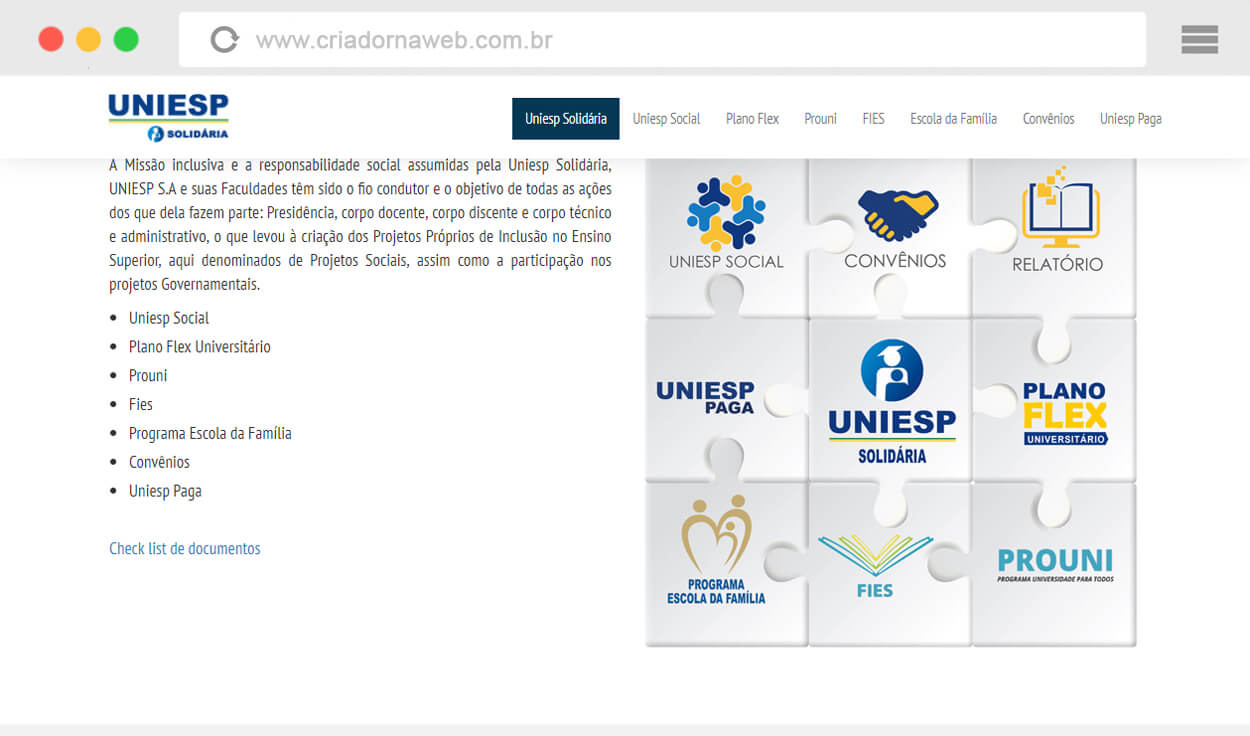 www.criadornaweb.com.br
UNIESP
SOLIDÁRIA
Uniesp Solidária Uniesp Social Plano Flex Prouni FIES Escola da Família Convênios Uniesp Paga
A Missão inclusiva e a responsabilidade social assumidas pela Uniesp Solidária,
UNIESP S.A e suas Faculdades têm sido o fio condutor e o objetivo de todas as ações
dos que dela fazem parte: Presidência, corpo docente, corpo discente e corpo técnico
e administrativo, o que levou à criação dos Projetos Próprios de Inclusão no Ensino
Superior, aqui denominados de Projetos Sociais, assim como a participação nos
projetos Governamentais.
Uniesp Social
Plano Flex Universitário
Prouni
Fies
Programa Escola da Família
Convênios
Uniesp Paga
Check list de documentos
UNIESP SOCIAL
CONVÊNIOS
RELATÓRIO
UNIESP
PAGA
UNIESP
SOLIDÁRIA
PLANO
FLEX
UNIVERSITÁRIO
PROGRAMA
ESCOLA DA FAMÍLIA
FIES
PROUNI
PROGRAMA UNIVERSIDADE PARA TODOS